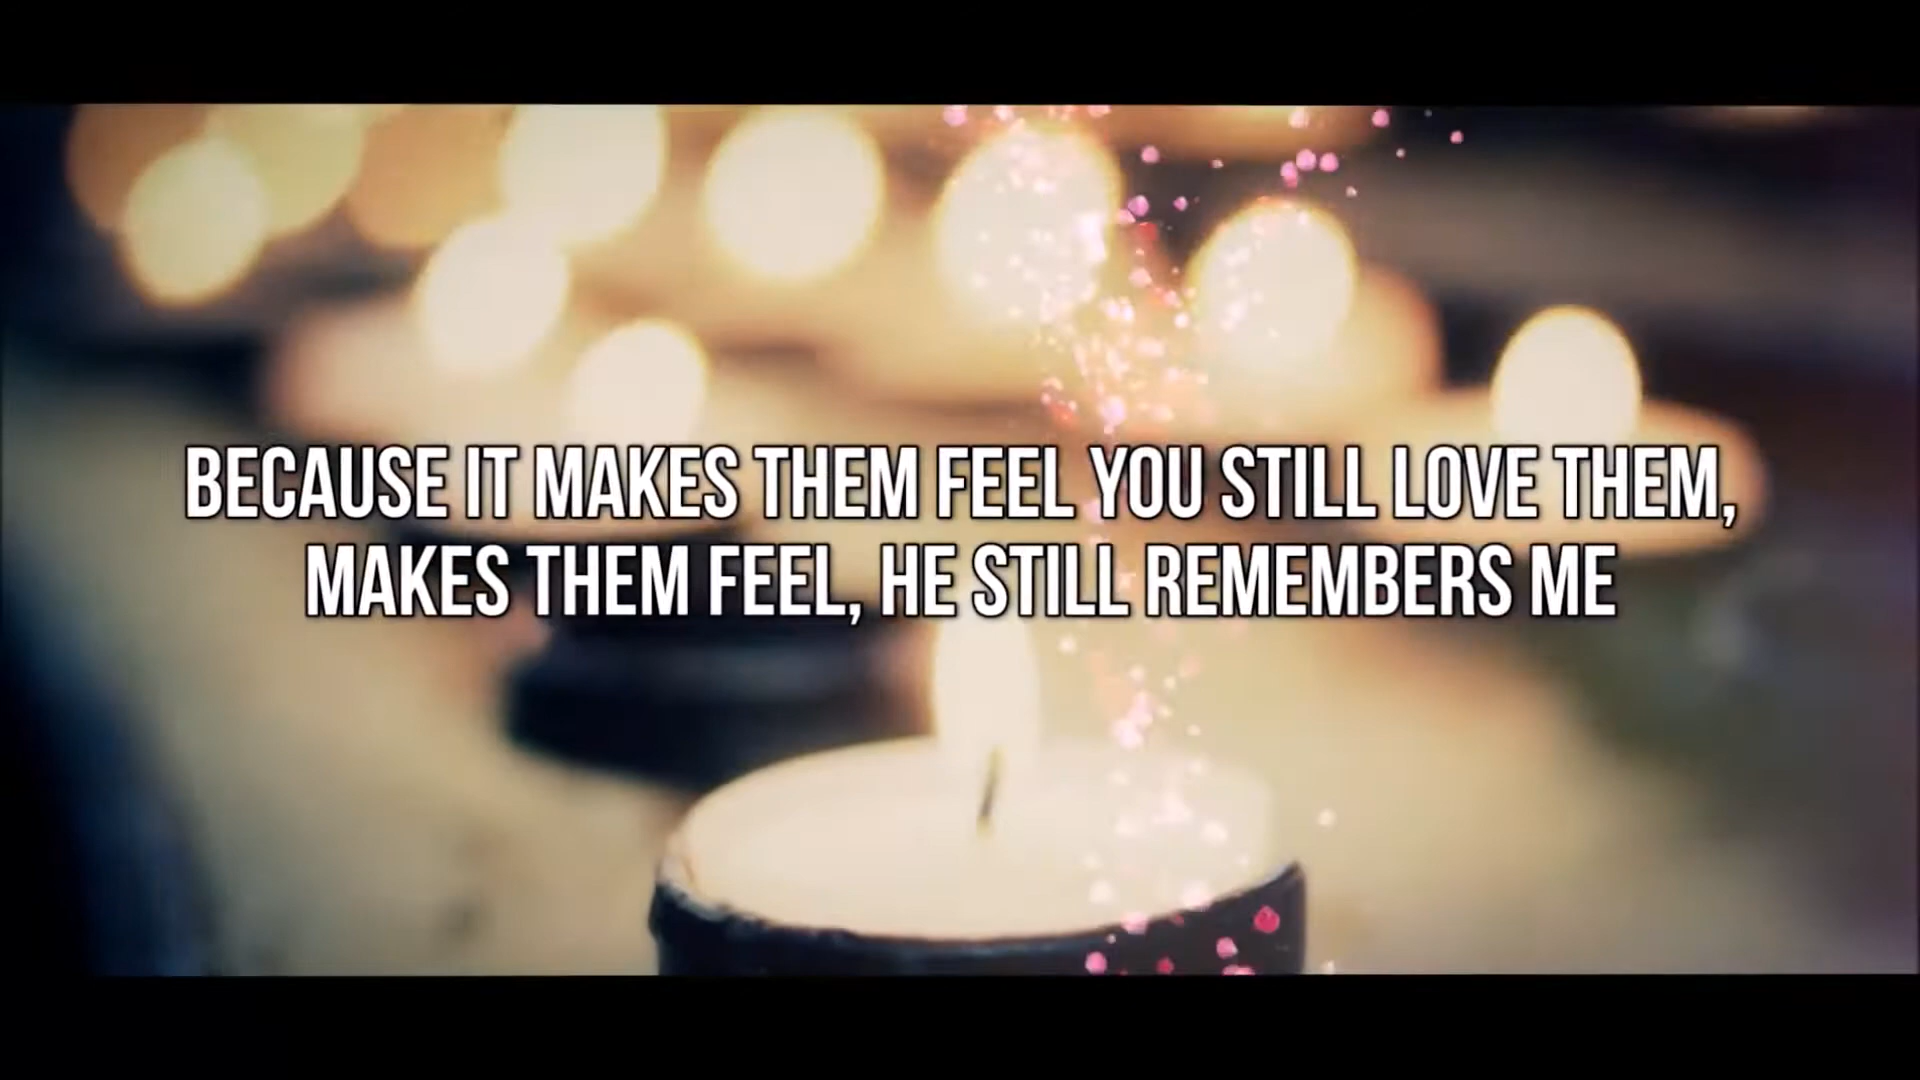 BECAUSE IT MAKES THEM FEEL YOU STILL LOVE THEM,
MAKES THEM FEEL, HE STILL REMEMBERS ME